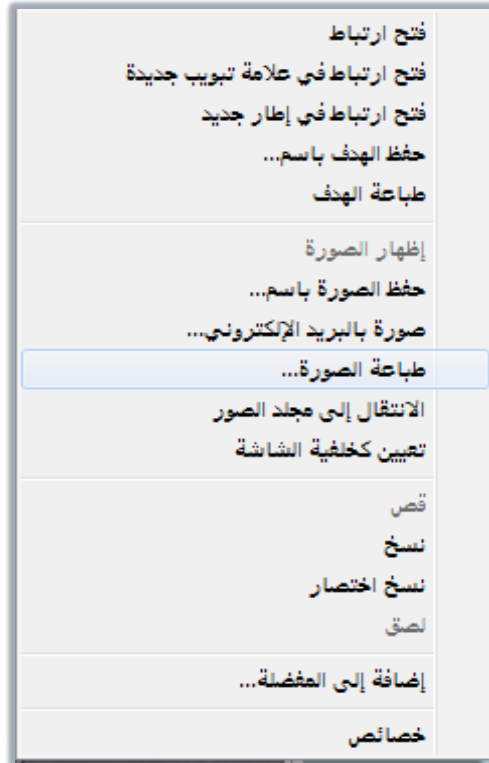 فتح ارتباط
فتح ارتباط في علامة تبويب جديدة
فتح ارتباط في إطار جديد
حفظ الهدف باسم...
طباعة الهدف
إظهار الصورة
حفظ الصورة باسم...
صورة بالبريد الإلكتروني...
طباعة الصورة...
الانتقال إلى مجلد الصور
تعيين كخلفية الشاشة
قص
نسخ
نسخ اختصار
لصق
إضافة إلى المفضلة...
خصائص